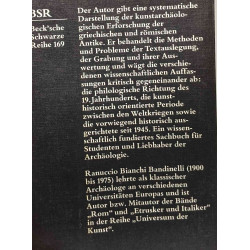 BSR
Beck'sche
Schwarze
Reihe 169
Der Autor gibt eine systematische
Darstellung der kunstarchäolo-
gischen Erforschung der
griechischen und römischen
Antike. Er behandelt die Methoden
und Probleme der Textauslegung,
der Grabung und ihrer Aus-
wertung und wägt die verschie-
denen wissenschaftlichen Auffas-
sungen kritisch gegeneinander ab:
die philologische Richtung des
19. Jahrhunderts, die kunst-
historisch orientierte Periode
zwischen den Weltkriegen sowie
die vorwiegend historisch aus-
gerichtete seit 1945. Ein wissen-
schaftlich fundiertes Sachbuch für
Studenten und Liebhaber der
Archäologie.
Ranuccio Bianchi Bandinelli (1900
bis 1975) lehrte als klassischer
Archäologe an verschiedenen
Universitäten Europas und ist
Autor bzw. Mitautor der Bände
„Rom" und „Etrusker und Italiker"
in der Reihe „Universum der
Kunst".